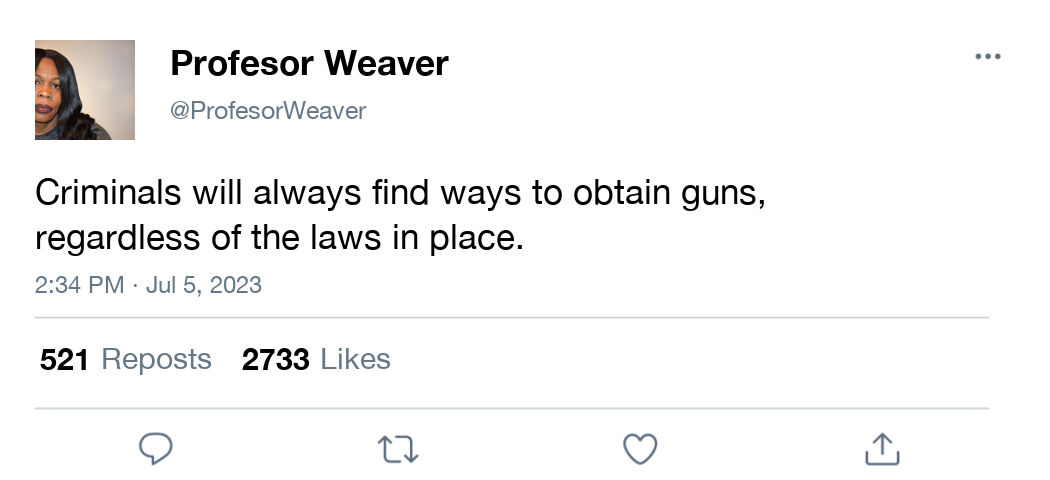 Profesor Weaver
@ProfesorWeaver
Criminals will always find ways to obtain guns,
regardless of the laws in place.
2:34 PM · Jul 5, 2023
521 Reposts 2733 Likes